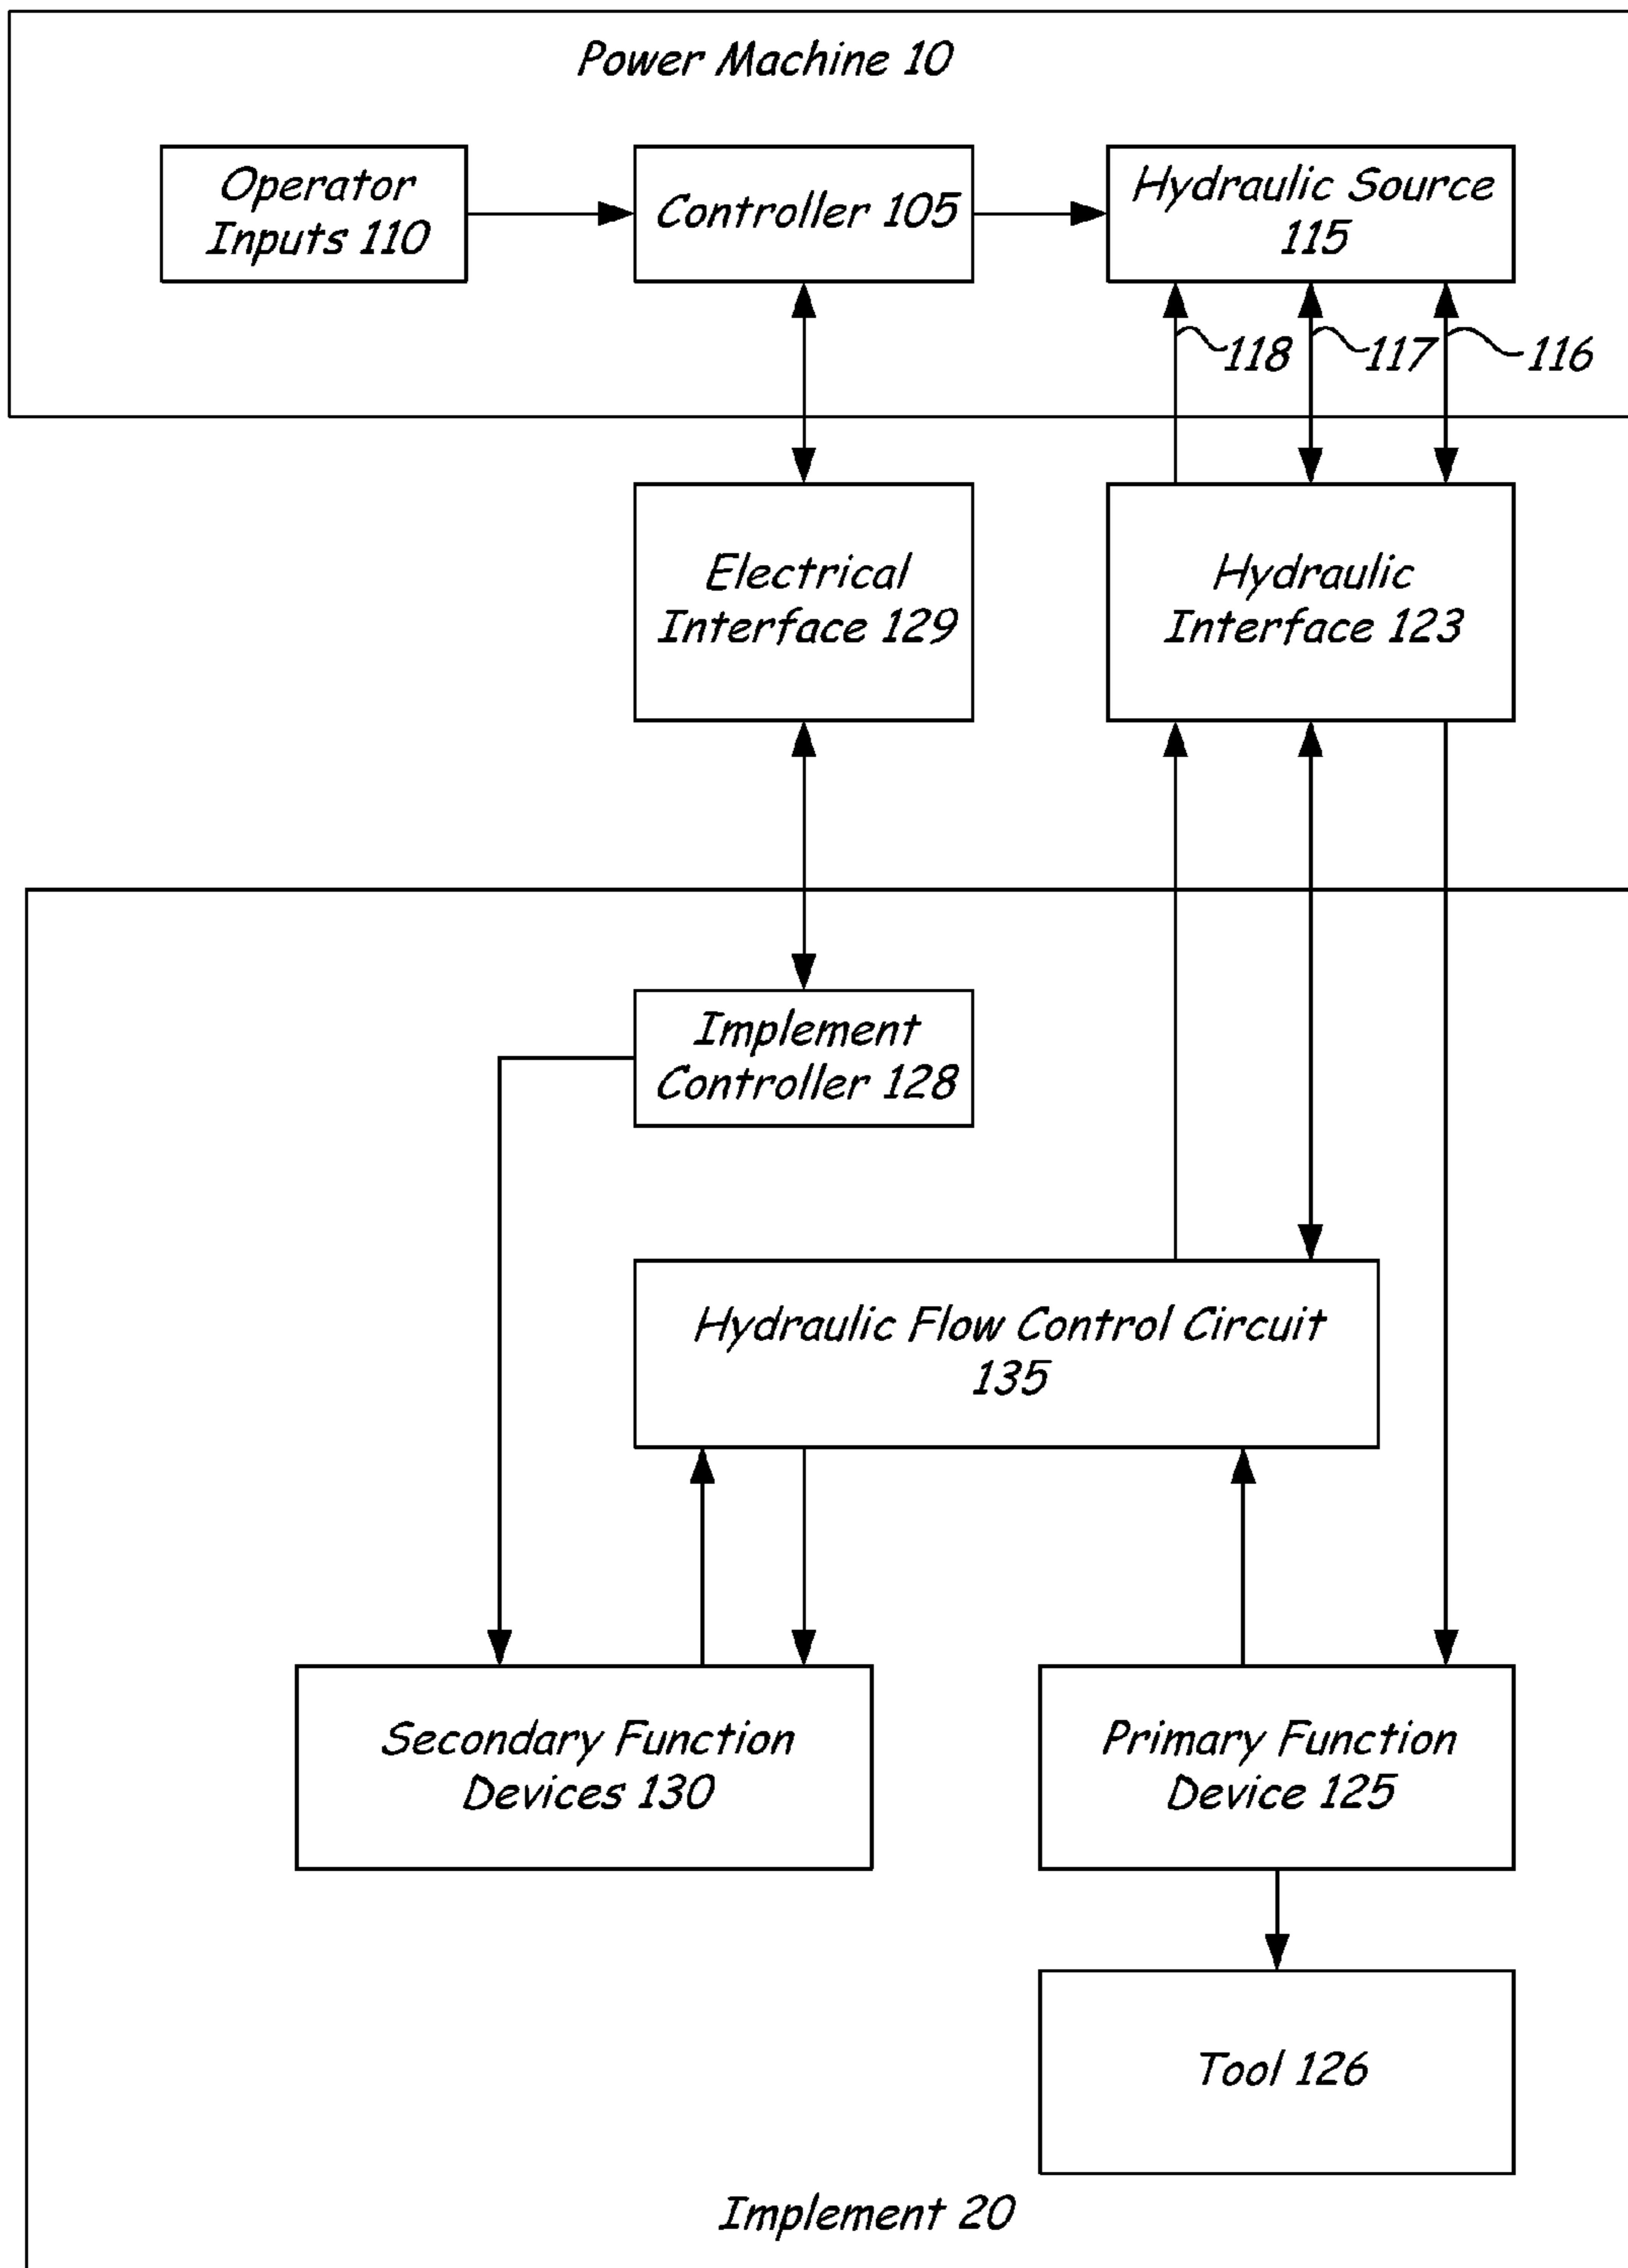 Power Machine 10
Operator
Inputs 110
Controller 105
Hydraulic Source
115
118
117
116
Electrical
Interface 129
Hydraulic
Interface 123
Implement
Controller 128
Hydraulic Flow Control Circuit
135
Secondary Function
Devices 130
Primary Function
Device 125
Tool 126
Implement 20